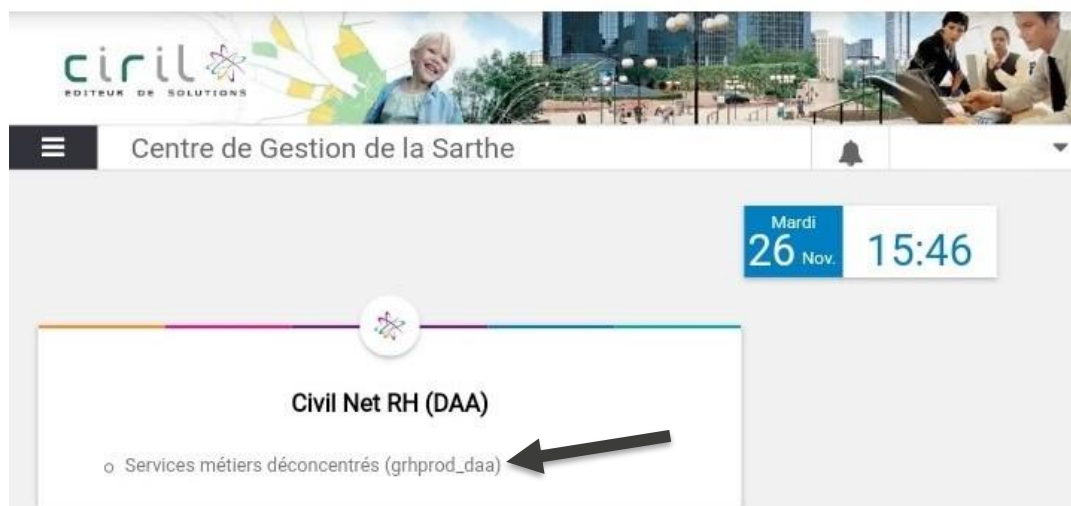 ciril
EDITEUR DE SOLUTIONS
Centre de Gestion de la Sarthe
Mardi
26 Nov.
15:46
Civil Net RH (DAA)
Services métiers déconcentrés (grhprod_daa)